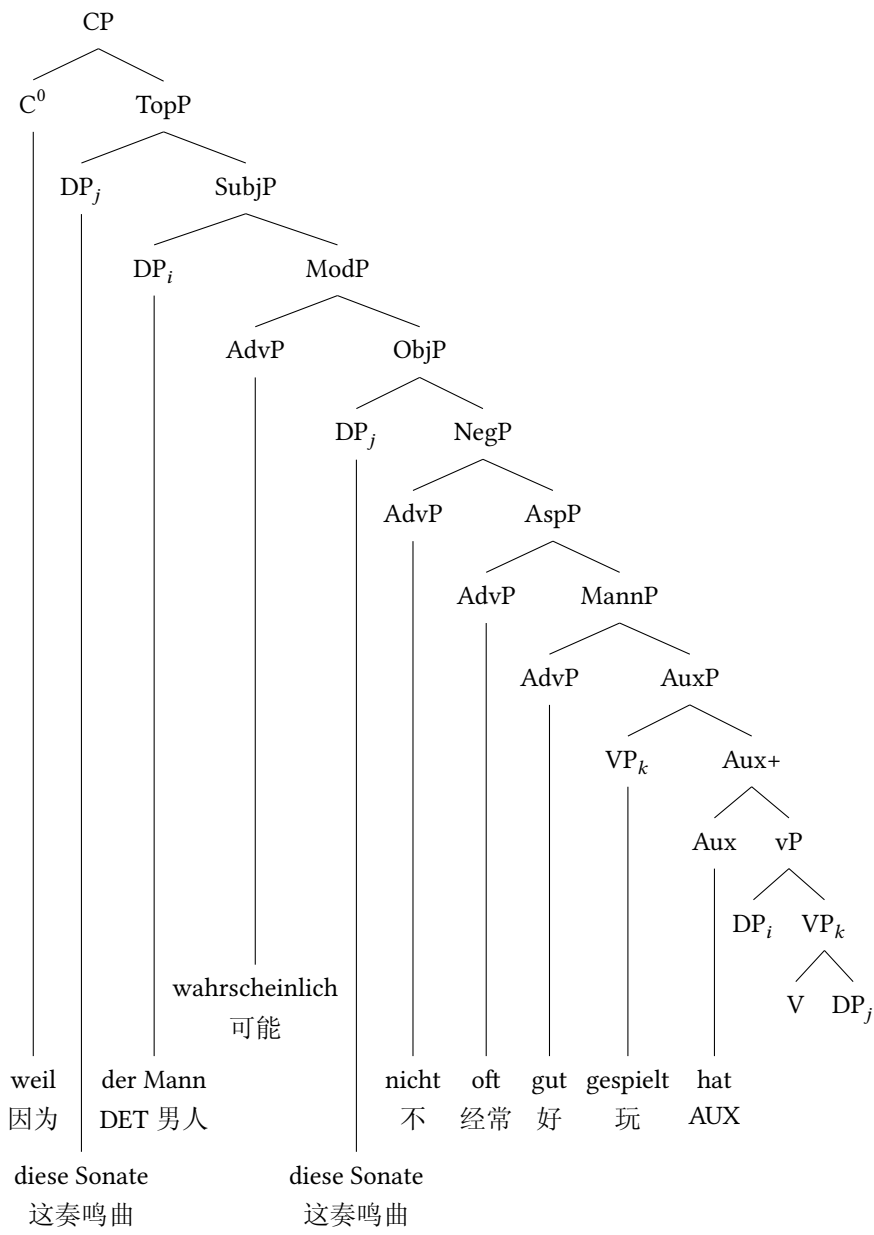 CP
C⁰ TopP
DPⱼ SubjP
DPᵢ ModP
AdvP ObjP
DPⱼ NegP
AdvP AspP
AdvP MannP
AdvP AuxP
VPₖ Aux+
Aux vP
DPᵢ VPₖ
wahrscheinlich V DPⱼ
可能
weil der Mann nicht oft gut gespielt hat
因为 DET 男人 不 经常 好 玩 AUX
diese Sonate diese Sonate
这奏鸣曲 这奏鸣曲